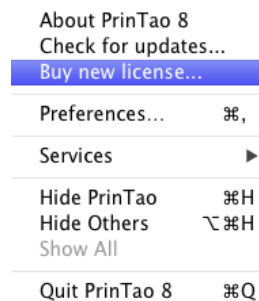 About PrinTao 8
Check for updates...
Buy new license...
Preferences... ⌘,
Services ▶
Hide PrinTao ⌘H
Hide Others ⌥⌘H
Show All
Quit PrinTao 8 ⌘Q